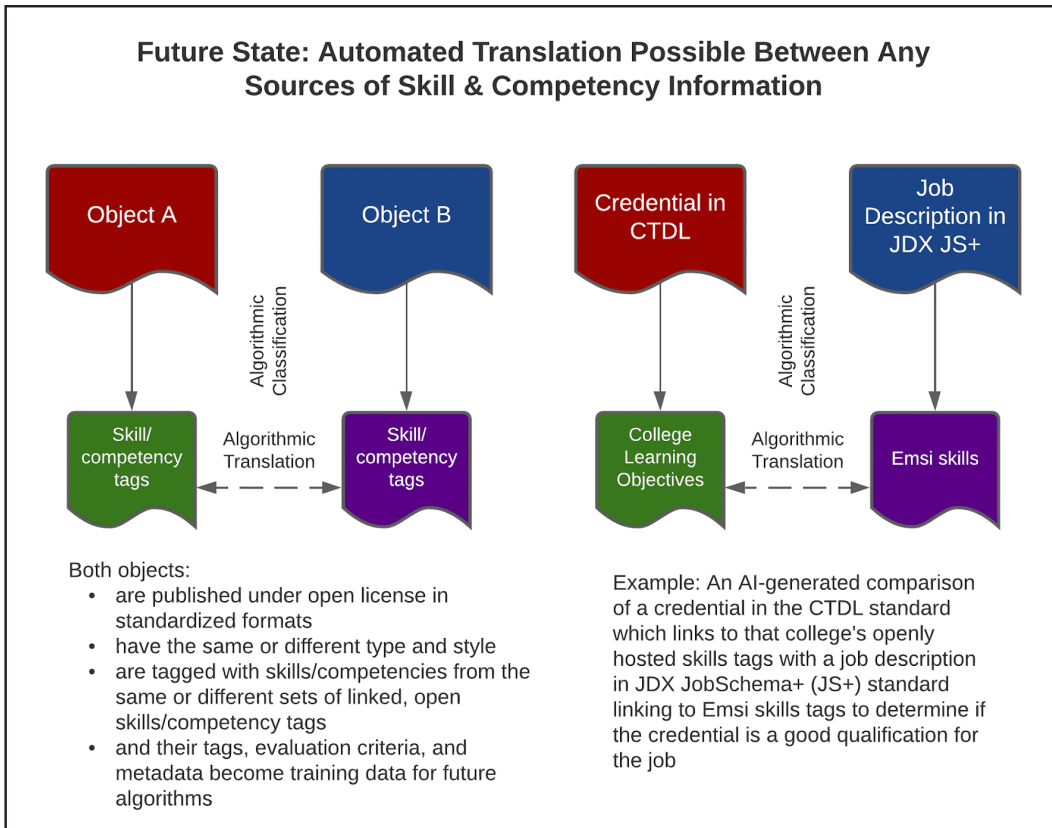 Future State: Automated Translation Possible Between Any
Sources of Skill & Competency Information
Object A
Object B
Algorithmic
Classification
Skill/
competency
tags
Algorithmic
Translation
Skill/
competency
tags
Both objects:
• are published under open license in
standardized formats
• have the same or different type and style
• are tagged with skills/competencies from the
same or different sets of linked, open
skills/competency tags
• and their tags, evaluation criteria, and
metadata become training data for future
algorithms
Credential in
CTDL
Job
Description in
JDX JS+
Algorithmic
Classification
College
Learning
Objectives
Algorithmic
Translation
Emsi skills
Example: An AI-generated comparison
of a credential in the CTDL standard
which links to that college's openly
hosted skills tags with a job description
in JDX JobSchema+ (JS+) standard
linking to Emsi skills tags to determine if
the credential is a good qualification for
the job